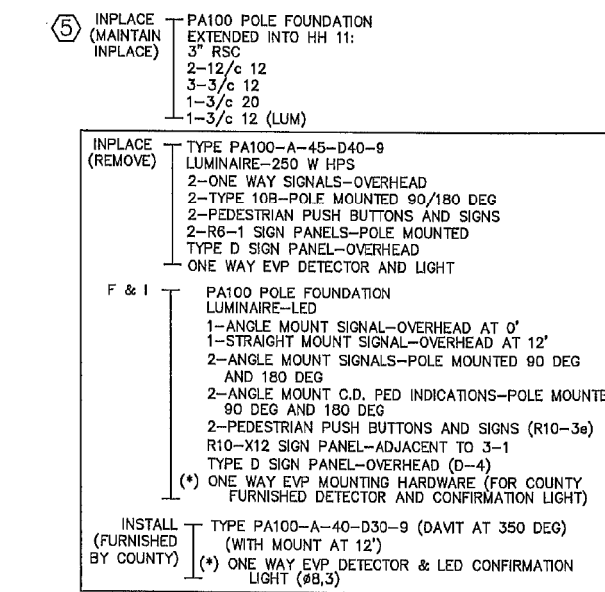 5 INPLACE (MAINTAIN INPLACE) PA100 POLE FOUNDATION
EXTENDED INTO HH 11:
3" RSC
2-12/c 12
3-3/c 12
1-3/c 20
1-3/c 12 (LUM)
INPLACE (REMOVE) TYPE PA100-A-45-D40-9
LUMINAIRE-250 W HPS
2-ONE WAY SIGNALS-OVERHEAD
2-TYPE 10B-POLE MOUNTED 90/180 DEG
2-PEDESTRIAN PUSH BUTTONS AND SIGNS
2-R6-1 SIGN PANELS-POLE MOUNTED
TYPE D SIGN PANEL-OVERHEAD
ONE WAY EVP DETECTOR AND LIGHT
F & I PA100 POLE FOUNDATION
LUMINAIRE-LED
1-ANGLE MOUNT SIGNAL-OVERHEAD AT 0'
1-STRAIGHT MOUNT SIGNAL-OVERHEAD AT 12'
2-ANGLE MOUNT SIGNALS-POLE MOUNTED 90 DEG
AND 180 DEG
2-ANGLE MOUNT C.D. PED INDICATIONS-POLE MOUNTE
90 DEG AND 180 DEG
2-PEDESTRIAN PUSH BUTTONS AND SIGNS (R10-3e)
R10-X12 SIGN PANEL-ADJACENT TO 3-1
TYPE D SIGN PANEL-OVERHEAD (D-4)
(*) ONE WAY EVP MOUNTING HARDWARE (FOR COUNTY
FURNISHED DETECTOR AND CONFIRMATION LIGHT)
INSTALL (FURNISHED BY COUNTY) TYPE PA100-A-40-D30-9 (DAVIT AT 350 DEG)
(WITH MOUNT AT 12')
(*) ONE WAY EVP DETECTOR & LED CONFIRMATION
LIGHT (ø8,3)